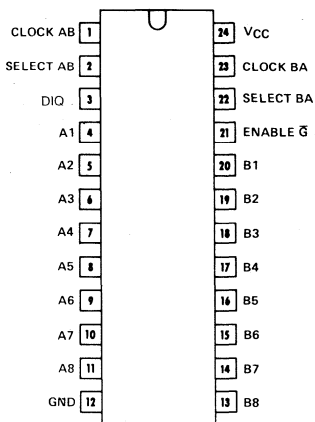 CLOCK AB 1 24 VCC
SELECT AB 2 23 CLOCK BA
DIQ 3 22 SELECT BA
A1 4 21 ENABLE G̅
A2 5 20 B1
A3 6 19 B2
A4 7 18 B3
A5 8 17 B4
A6 9 16 B5
A7 10 15 B6
A8 11 14 B7
GND 12 13 B8